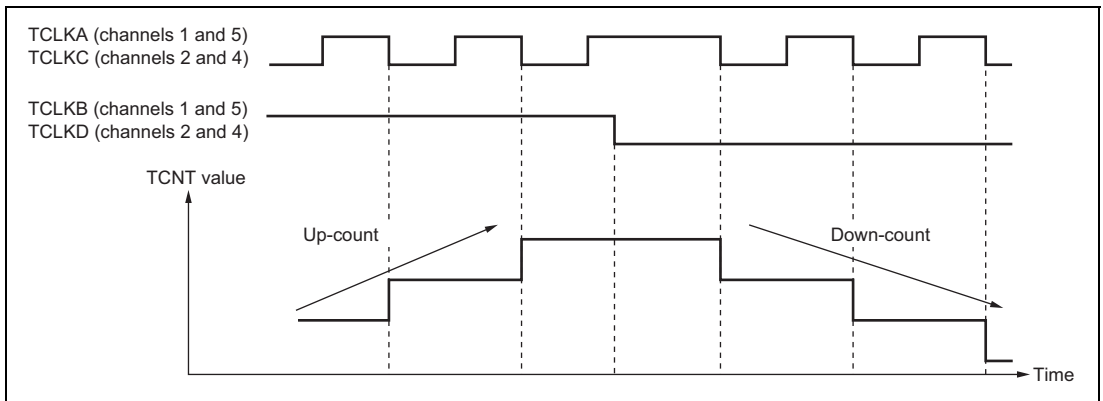 TCLKA (channels 1 and 5)
TCLKC (channels 2 and 4)
TCLKB (channels 1 and 5)
TCLKD (channels 2 and 4)
TCNT value
Up-count
Down-count
Time